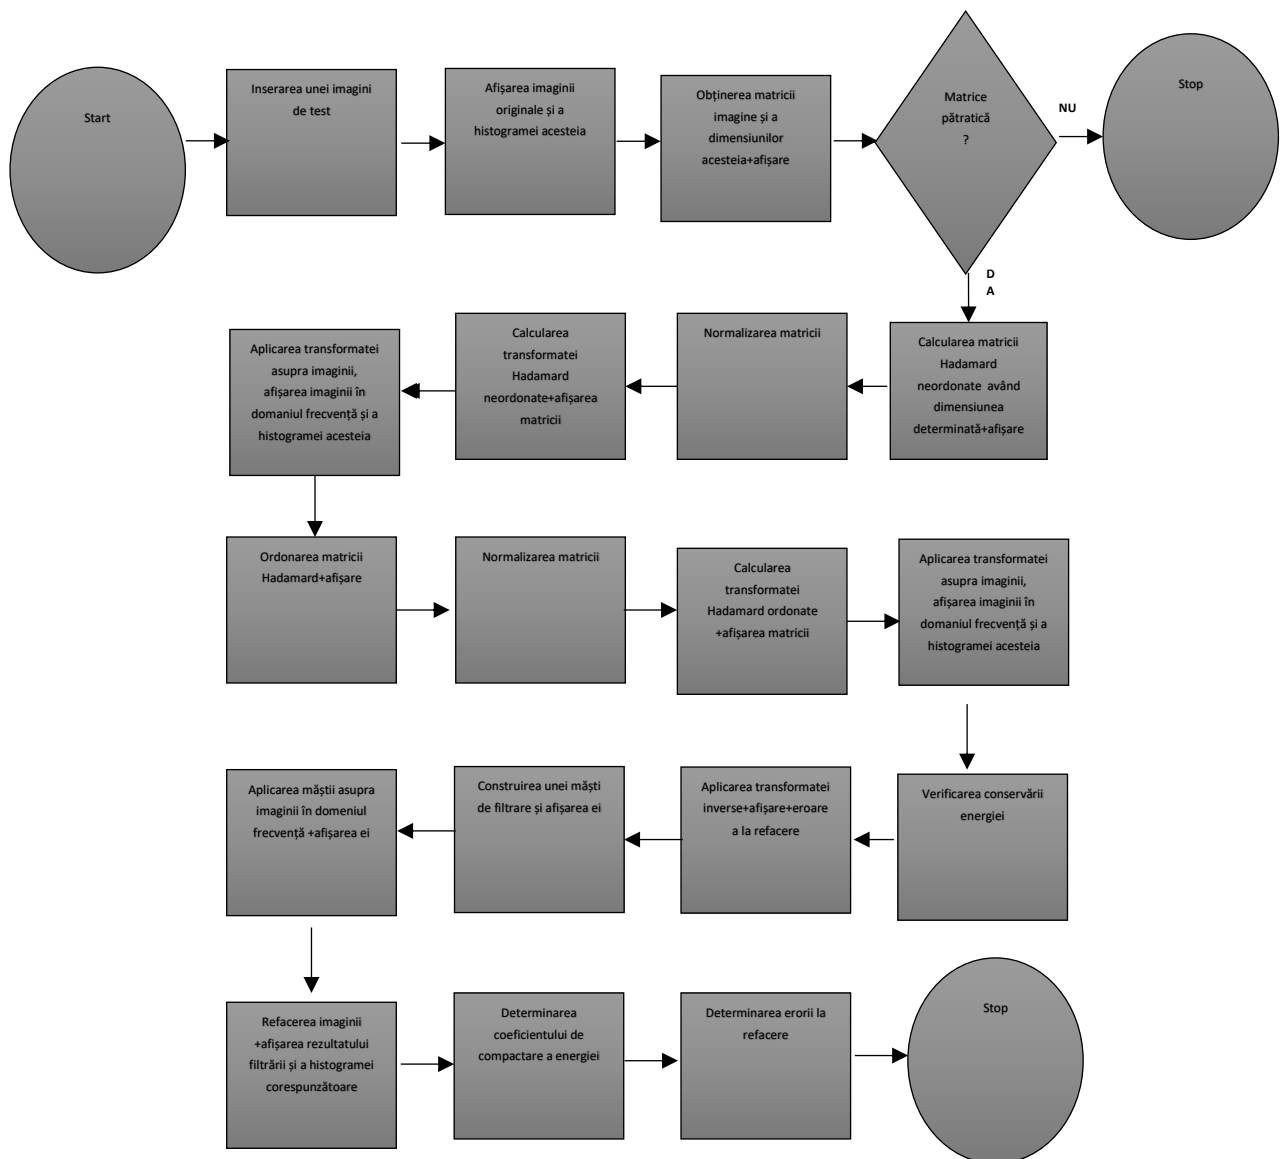 Start
Inserarea unei imagini
de test
Afișarea imaginii
originale și a
histogramei acesteia
Obținerea matricii
imagine și a
dimensiunilor
acesteia+afișare
Matrice
pătratică
?
NU
Stop
D
A
Calcularea matricii
Hadamard
neordonate având
dimensiunea
determinată+afișare
Normalizarea matricii
Calcularea
transformatei
Hadamard
neordonate+afișarea
matricii
Aplicarea transformatei
asupra imaginii,
afișarea imaginii în
domaniul frecvență și a
histogramei acesteia
Ordonarea matricii
Hadamard+afișare
Normalizarea matricii
Calcularea
transformatei
Hadamard ordonate
+afișarea matricii
Aplicarea transformatei
asupra imaginii,
afișarea imaginii în
domaniul frecvență și a
histogramei acesteia
Verificarea conservării
energiei
Aplicarea transformatei
inverse+afișare+eroare
a la refacere
Construirea unei măști
de filtrare și afișarea ei
Aplicarea măștii asupra
imaginii în domeniul
frecvență +afișarea ei
Refacerea imaginii
+afișarea rezultatului
filtrării și a histogramei
corespunzătoare
Determinarea
coeficientului de
compactare a energiei
Determinarea erorii la
refacere
Stop